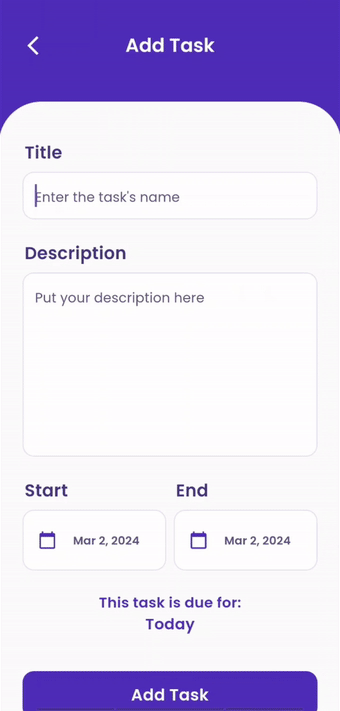 Add Task
Title
Enter the task's name
Description
Put your description here
Start End
Mar 2, 2024 Mar 2, 2024
This task is due for:
Today
Add Task